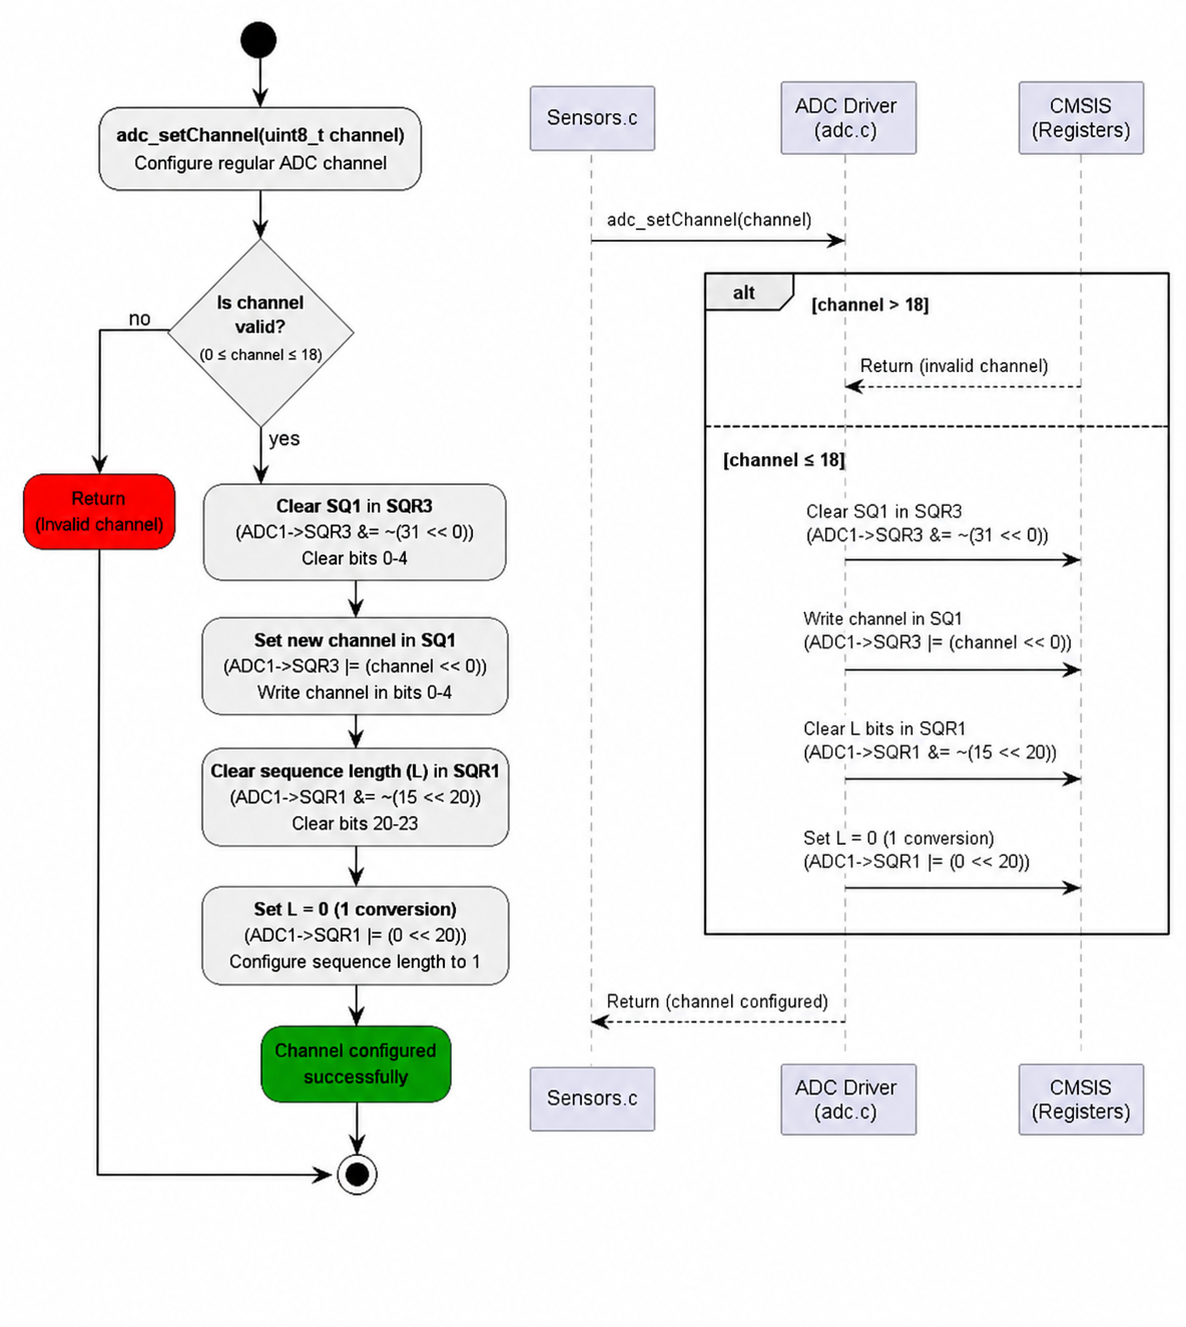 adc_setChannel(uint8_t channel)
Configure regular ADC channel
Is channel
valid?
(0 ≤ channel ≤ 18)
no
yes
Return
(Invalid channel)
Clear SQ1 in SQR3
(ADC1->SQR3 &= ~(31 << 0))
Clear bits 0-4
Set new channel in SQ1
(ADC1->SQR3 |= (channel << 0))
Write channel in bits 0-4
Clear sequence length (L) in SQR1
(ADC1->SQR1 &= ~(15 << 20))
Clear bits 20-23
Set L = 0 (1 conversion)
(ADC1->SQR1 |= (0 << 20))
Configure sequence length to 1
Channel configured
successfully
Sensors.c
ADC Driver
(adc.c)
CMSIS
(Registers)
adc_setChannel(channel)
alt
[channel > 18]
Return (invalid channel)
[channel ≤ 18]
Clear SQ1 in SQR3
(ADC1->SQR3 &= ~(31 << 0))
Write channel in SQ1
(ADC1->SQR3 |= (channel << 0))
Clear L bits in SQR1
(ADC1->SQR1 &= ~(15 << 20))
Set L = 0 (1 conversion)
(ADC1->SQR1 |= (0 << 20))
Return (channel configured)
Sensors.c
ADC Driver
(adc.c)
CMSIS
(Registers)